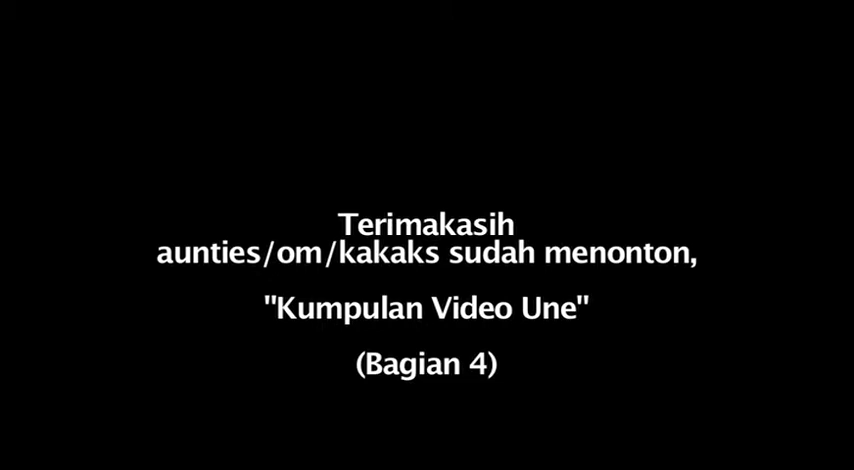 Terimakasih
aunties/om/kakaks sudah menonton,
"Kumpulan Video Une"
(Bagian 4)